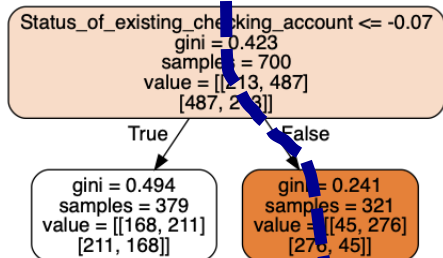 Status_of_existing_checking_account <= -0.07
gini = 0.423
samples = 700
value = [[213, 487]
[487, 213]]
True
False
gini = 0.494
samples = 379
value = [[168, 211]
[211, 168]]
gini = 0.241
samples = 321
value = [[45, 276]
[276, 45]]